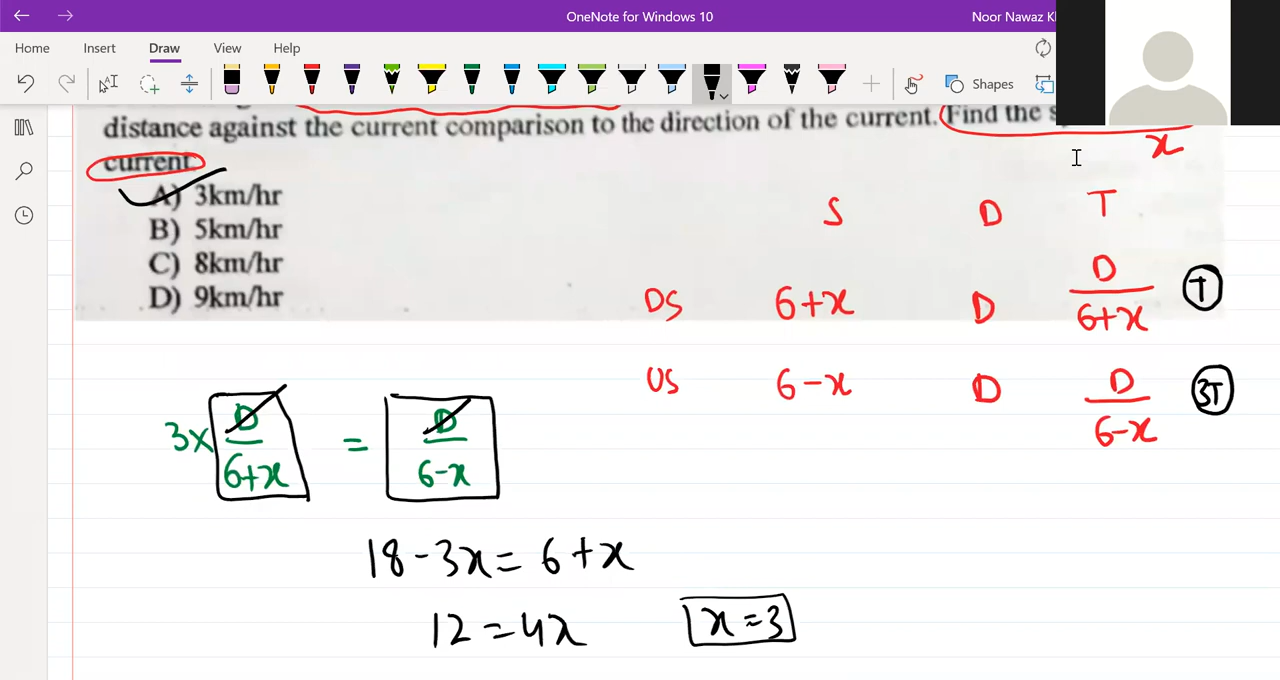 OneNote for Windows 10
Noor Nawaz
Home Insert Draw View Help
Shapes
distance against the current comparison to the direction of the current. Find the
current
x
A) 3km/hr
B) 5km/hr
C) 8km/hr
D) 9km/hr
S D T
DS 6+x D D/6+x T
US 6-x D D/6-x 3T
3x D/6+x = D/6-x
18-3x=6+x
12=4x x=3